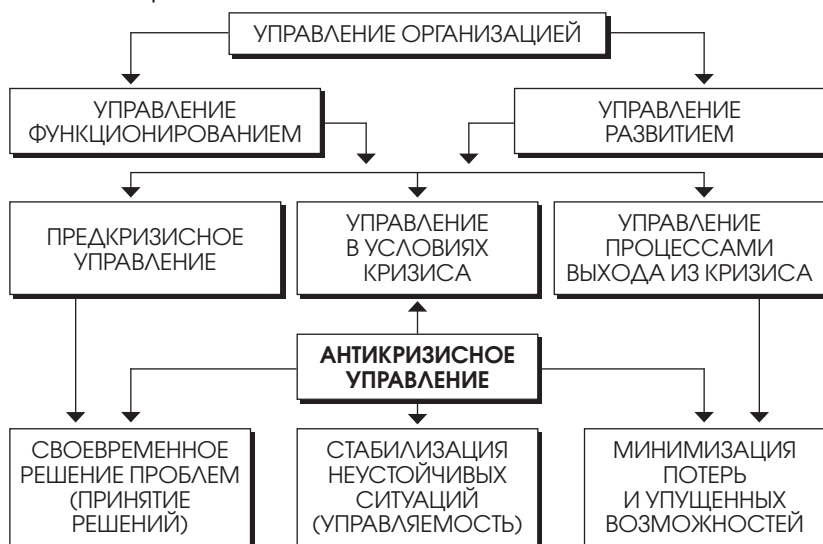 УПРАВЛЕНИЕ ОРГАНИЗАЦИЕЙ
УПРАВЛЕНИЕ
ФУНКЦИОНИРОВАНИЕМ
УПРАВЛЕНИЕ
РАЗВИТИЕМ
ПРЕДКРИЗИСНОЕ
УПРАВЛЕНИЕ
УПРАВЛЕНИЕ
В УСЛОВИЯХ
КРИЗИСА
УПРАВЛЕНИЕ
ПРОЦЕССАМИ
ВЫХОДА ИЗ КРИЗИСА
АНТИКРИЗИСНОЕ
УПРАВЛЕНИЕ
СВОЕВРЕМЕННОЕ
РЕШЕНИЕ ПРОБЛЕМ
(ПРИНЯТИЕ
РЕШЕНИЙ)
СТАБИЛИЗАЦИЯ
НЕУСТОЙЧИВЫХ
СИТУАЦИЙ
(УПРАВЛЯЕМОСТЬ)
МИНИМИЗАЦИЯ
ПОТЕРЬ
И УПУЩЕННЫХ
ВОЗМОЖНОСТЕЙ